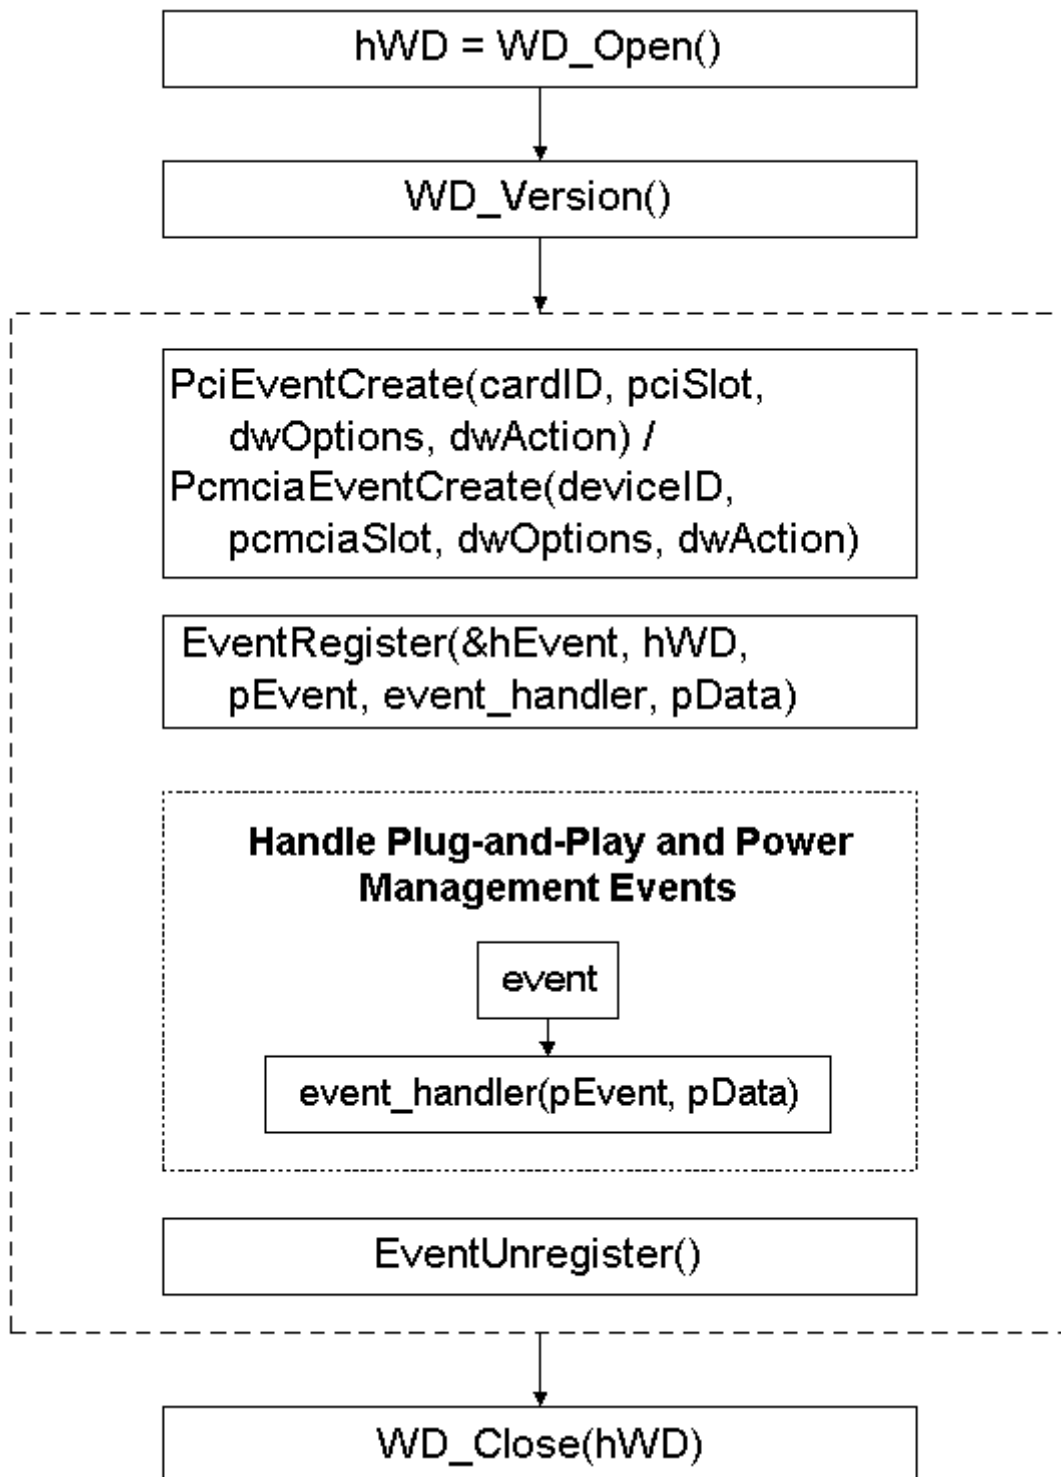 hWD = WD_Open()
WD_Version()
PciEventCreate(cardID, pciSlot,
dwOptions, dwAction) /
PcmciaEventCreate(deviceID,
pcmciaSlot, dwOptions, dwAction)
EventRegister(&hEvent, hWD,
pEvent, event_handler, pData)
Handle Plug-and-Play and Power
Management Events
event
event_handler(pEvent, pData)
EventUnregister()
WD_Close(hWD)